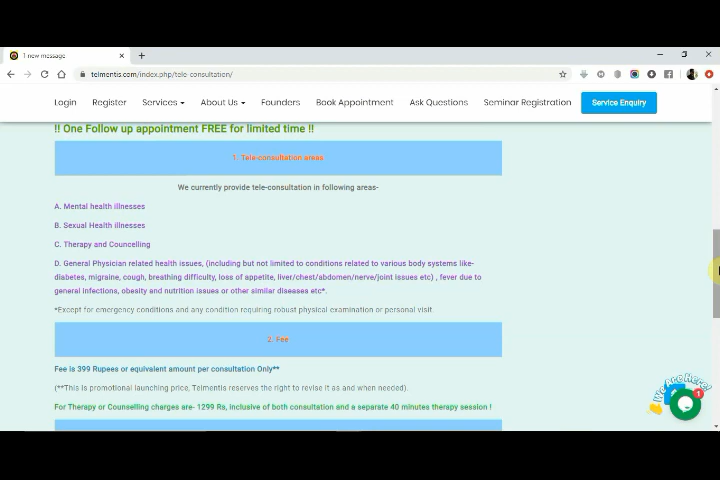 1 new message
telmentis.com/index.php/tele-consultation/
Login Register Services About Us Founders Book Appointment Ask Questions Seminar Registration Service Enquiry
!! One Follow up appointment FREE for limited time !!
1. Tele-consultation areas
We currently provide tele-consultation in following areas-
A. Mental health illnesses
B. Sexual Health illnesses
C. Therapy and Councelling
D. General Physician related health issues, (including but not limited to conditions related to various body systems like-
diabetes, migraine, cough, breathing difficulty, loss of appetite, liver/chest/abdomen/nerve/joint issues etc) , fever due to
general infections, obesity and nutrition issues or other similar diseases etc*.
*Except for emergency conditions and any condition requiring robust physical examination or personal visit
2. Fee
Fee is 399 Rupees or equivalent amount per consultation Only**
(**This is promotional launching price, Telmentis reserves the right to revise it as and when needed).
For Therapy or Counselling charges are- 1299 Rs, inclusive of both consultation and a separate 40 minutes therapy session !
We Are Here!
1